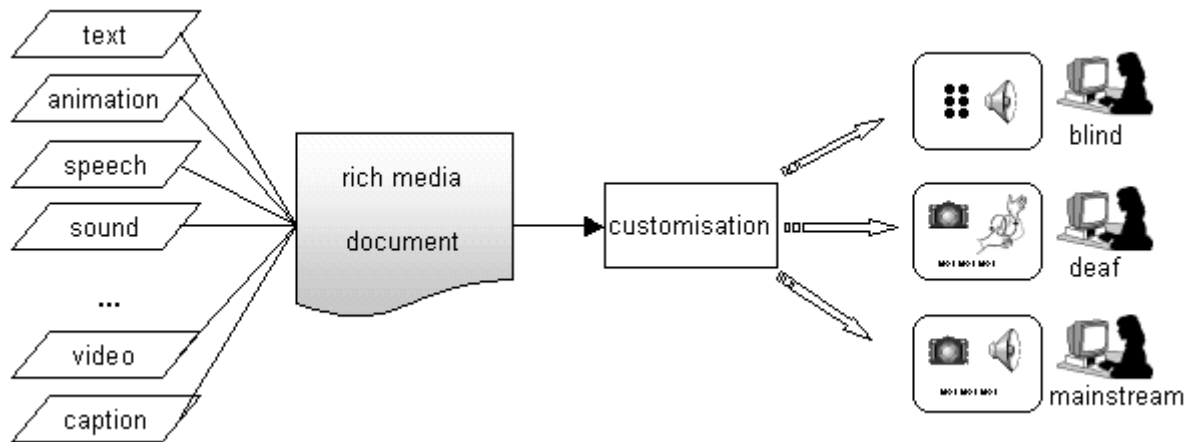 text
animation
speech
sound
...
video
caption
rich media
document
customisation
blind
deaf
mainstream